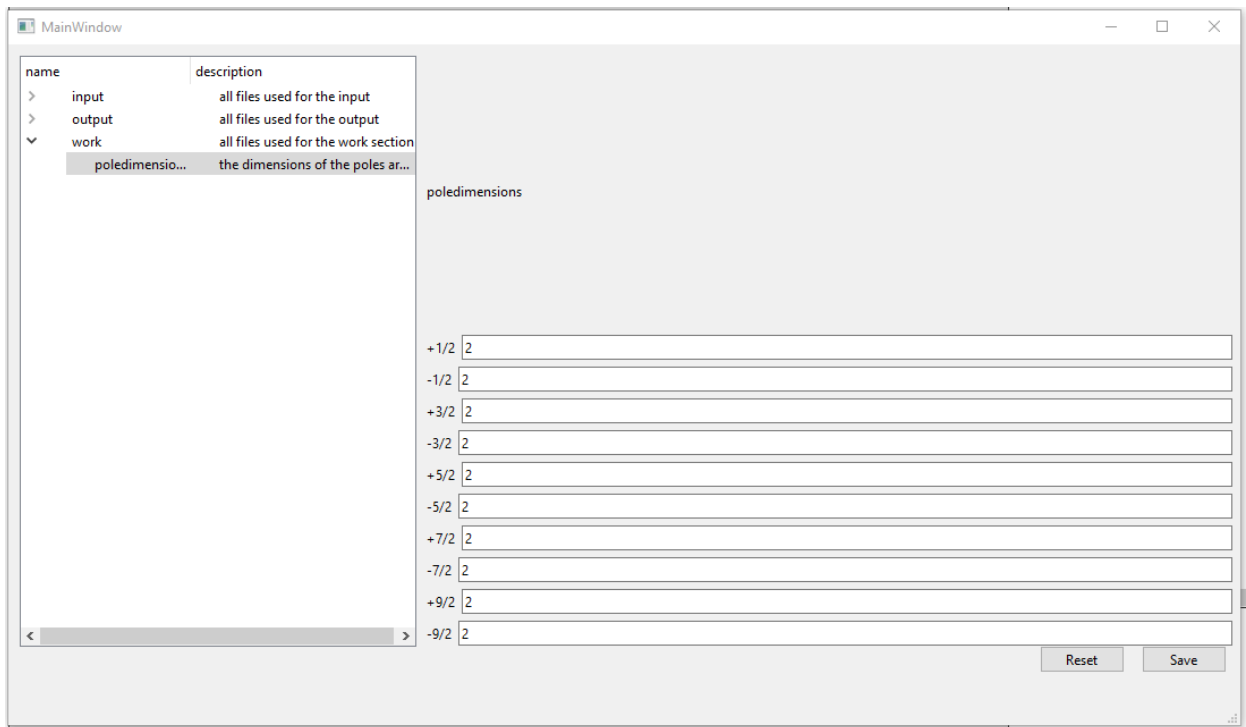 MainWindow
name description
input all files used for the input
output all files used for the output
work all files used for the work section
poledimensio... the dimensions of the poles ar...
poledimensions
+1/2 2
-1/2 2
+3/2 2
-3/2 2
+5/2 2
-5/2 2
+7/2 2
-7/2 2
+9/2 2
-9/2 2
Reset Save